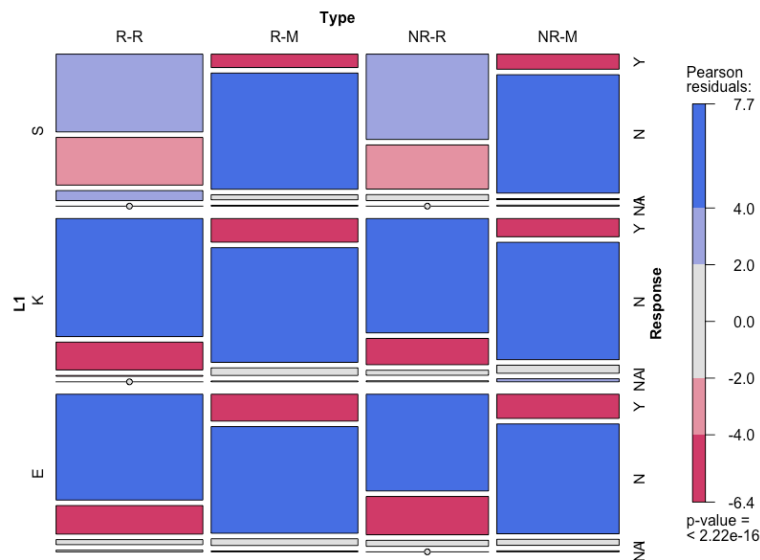 Type
R-R R-M NR-R NR-M
L1
S
K
E
Response
Y
N
NA
Y
N
NA
Y
N
NA
Pearson
residuals:
7.7
4.0
2.0
0.0
-2.0
-4.0
-6.4
p-value =
< 2.22e-16